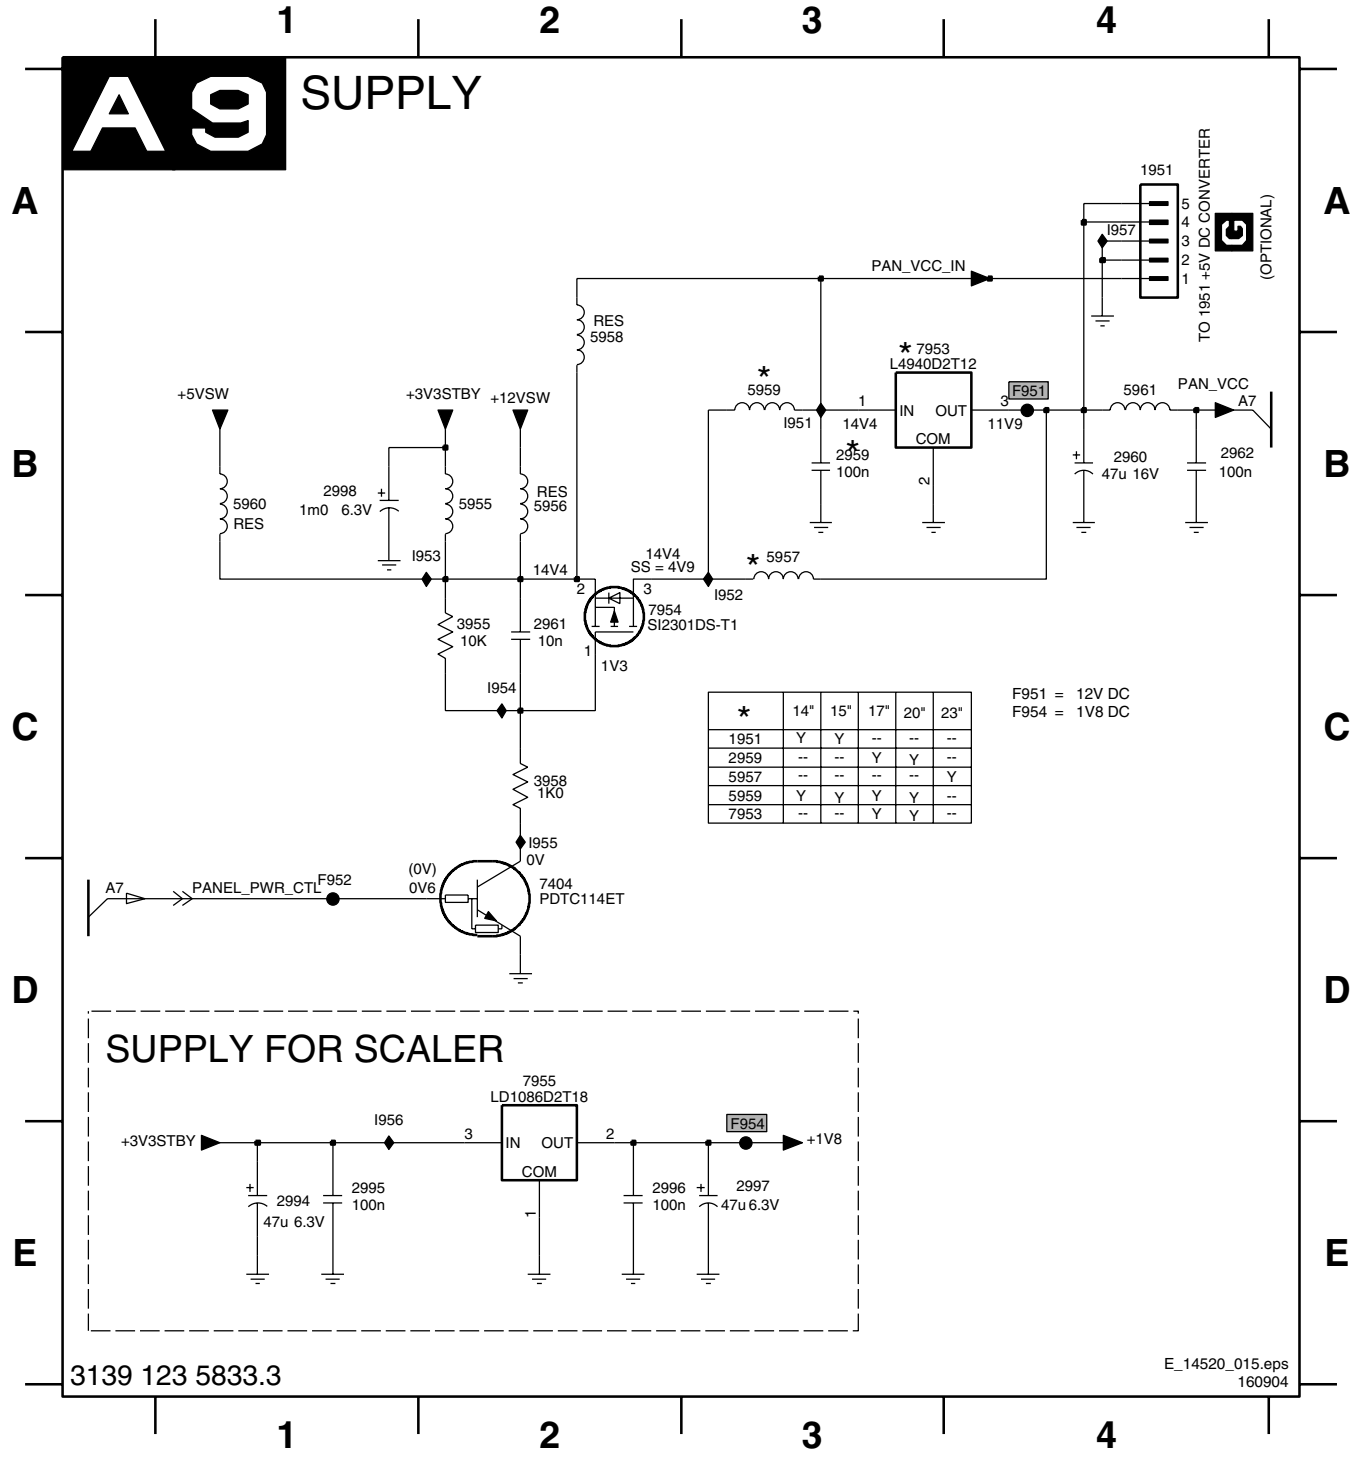 1 2 3 4
A 9 SUPPLY
A A
1951
5
4
3
2
1
I957
TO 1951 +5V DC CONVERTER
G
(OPTIONAL)
PAN_VCC_IN
RES
5958
* 7953
L4940D2T12
*
5959
F951
5961
PAN_VCC
A7
+5VSW
+3V3STBY
+12VSW
1
IN OUT
COM
3
I951
14V4
11V9
2
B B
*
2959
100n
+
2960
47u 16V
2962
100n
5960
RES
2998
+
1m0 6.3V
5955
RES
5956
I953
14V4
2
14V4
SS = 4V9
3
* 5957
I952
3955
10K
2961
10n
7954
SI2301DS-T1
1
1V3
I954
C C
* 14" 15" 17" 20" 23"
1951 Y Y -- -- --
2959 -- -- Y Y --
5957 -- -- -- -- Y
5959 Y Y Y Y --
7953 -- -- Y Y --
F951 = 12V DC
F954 = 1V8 DC
3958
1K0
I955
0V
A7
PANEL_PWR_CTL
F952
(0V)
0V6
7404
PDTC114ET
D D
SUPPLY FOR SCALER
7955
LD1086D2T18
+3V3STBY
I956
3
IN OUT
COM
2
F954
+1V8
1
+
2994
47u 6.3V
2995
100n
2996
100n
+
2997
47u 6.3V
E E
3139 123 5833.3
E_14520_015.eps
160904
1 2 3 4